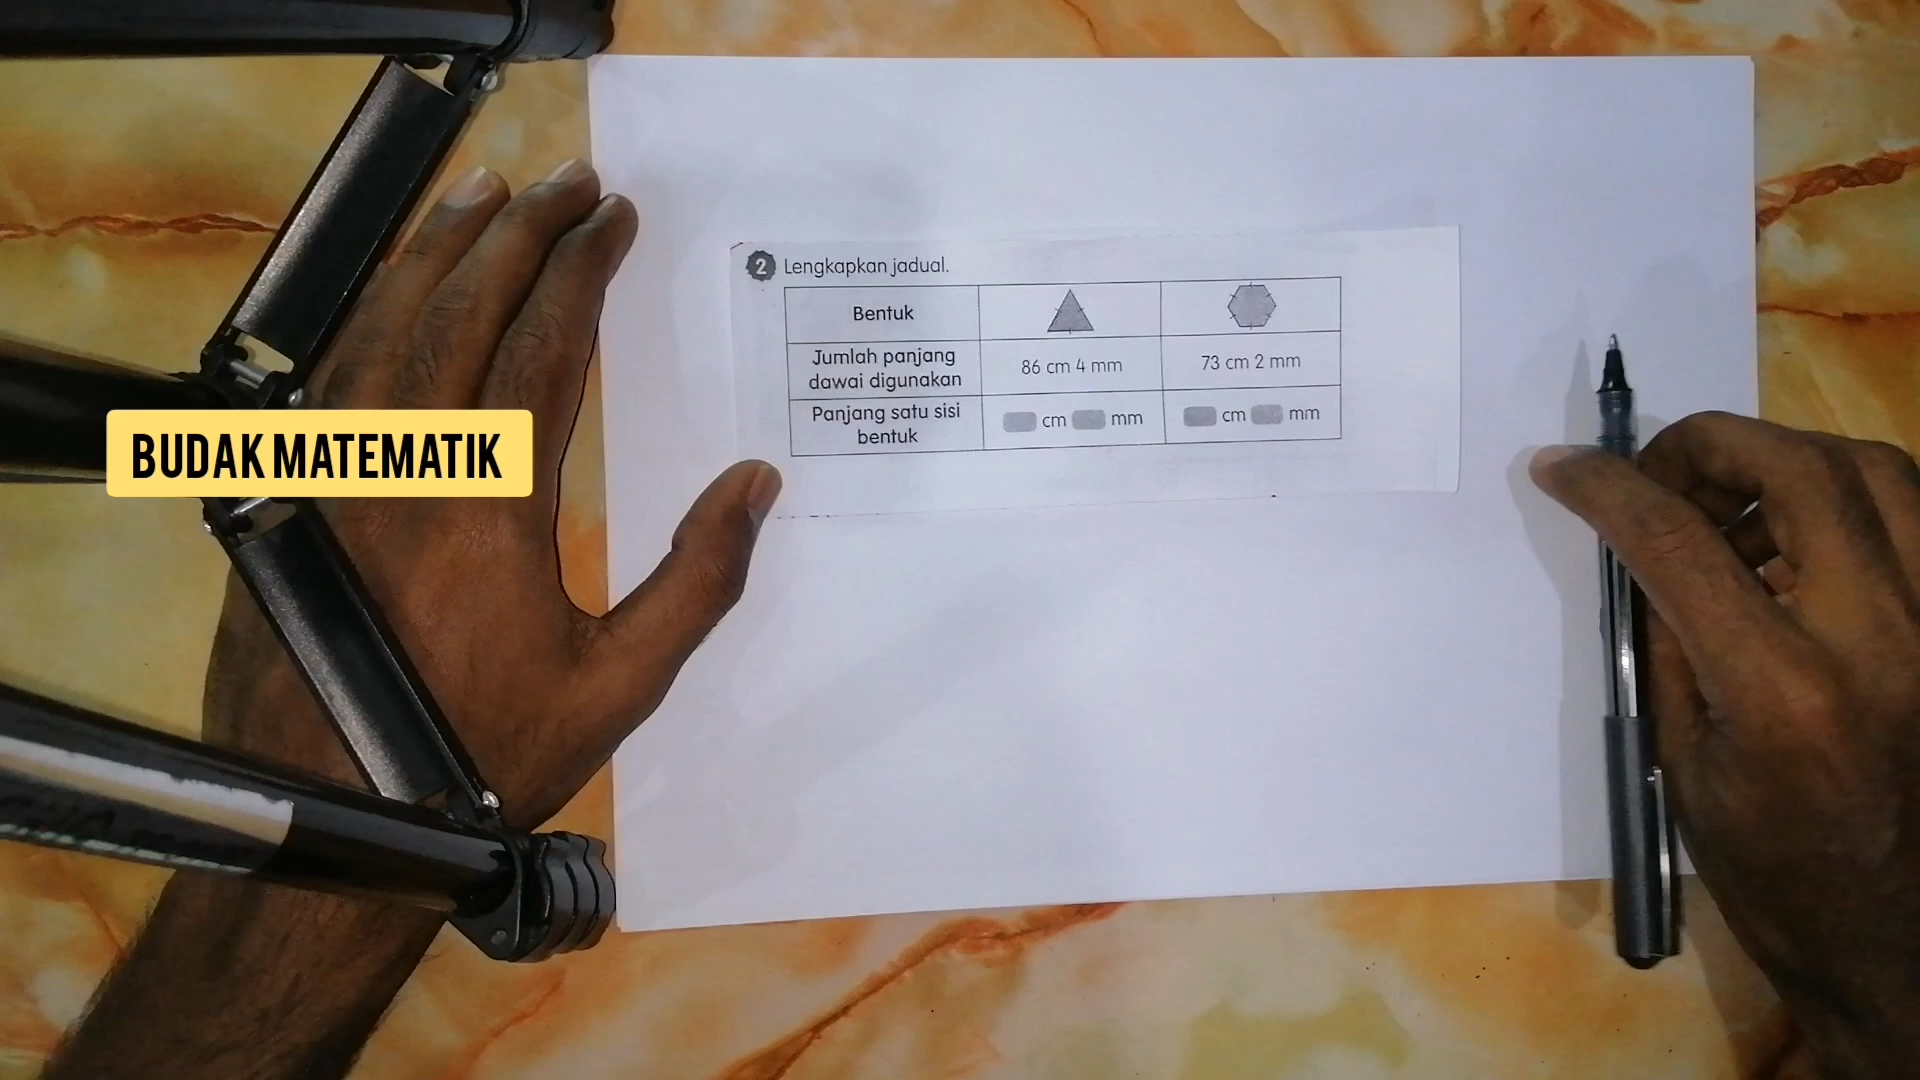 BUDAK MATEMATIK
2 Lengkapkan jadual.
Bentuk
Jumlah panjang
dawai digunakan
86 cm 4 mm
73 cm 2 mm
Panjang satu sisi
bentuk
cm mm
cm mm